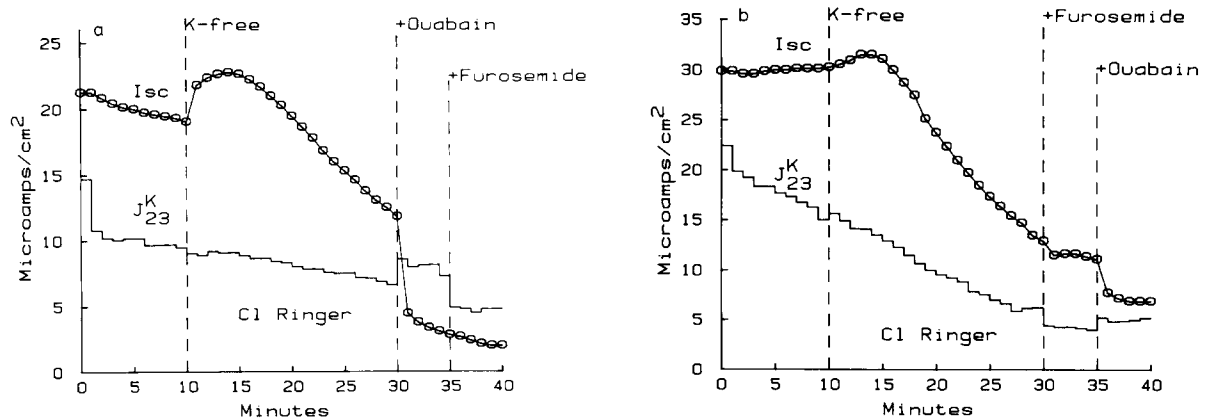 a
K-free
+Ouabain
+Furosemide
Isc
J23K
Cl Ringer
Microamps/cm2
25
20
15
10
5
0
0 5 10 15 20 25 30 35 40
Minutes
b
K-free
+Furosemide
+Ouabain
Isc
J23K
Cl Ringer
Microamps/cm2
35
30
25
20
15
10
5
0
0 5 10 15 20 25 30 35 40
Minutes